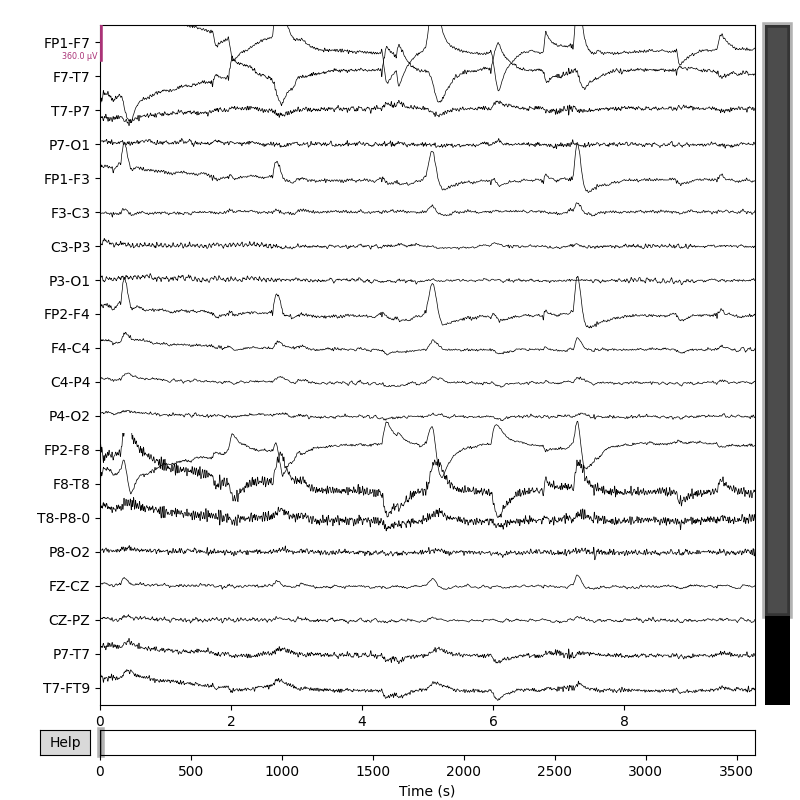 FP1-F7
360.0 µV
F7-T7
T7-P7
P7-O1
FP1-F3
F3-C3
C3-P3
P3-O1
FP2-F4
F4-C4
C4-P4
P4-O2
FP2-F8
F8-T8
T8-P8-0
P8-O2
FZ-CZ
CZ-PZ
P7-T7
T7-FT9
0 2 4 6 8
Help
0 500 1000 1500 2000 2500 3000 3500
Time (s)